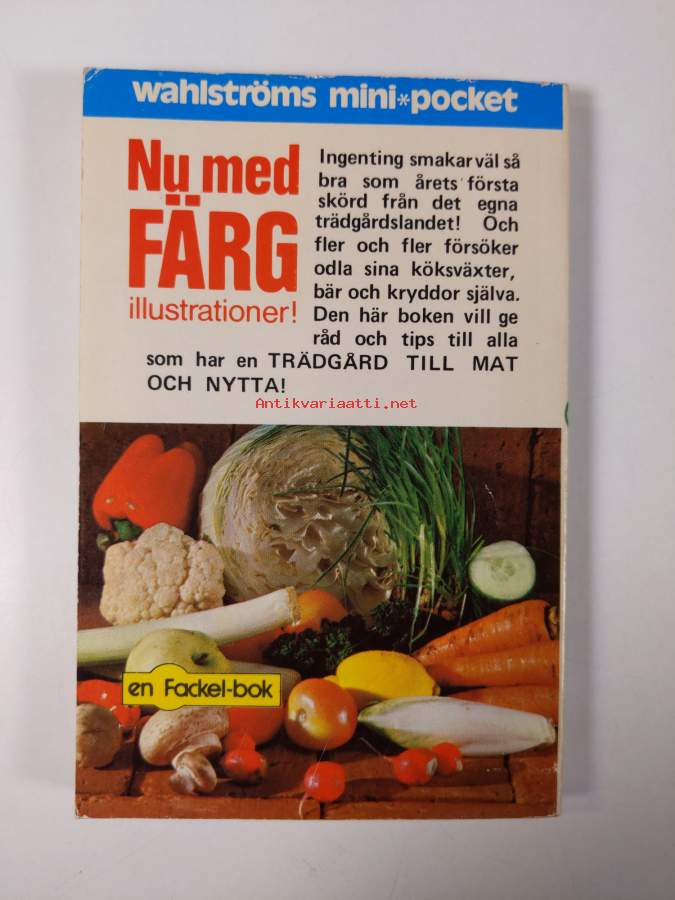 wahlströms mini*pocket
Nu med
FÄRG
illustrationer!
Ingenting smakar väl så
bra som årets första
skörd från det egna
trädgårdslandet! Och
fler och fler försöker
odla sina köksväxter,
bär och kryddor själva.
Den här boken vill ge
råd och tips till alla
som har en TRÄDGÅRD TILL MAT
OCH NYTTA!
Antikvariaatti.net
en Fackel-bok